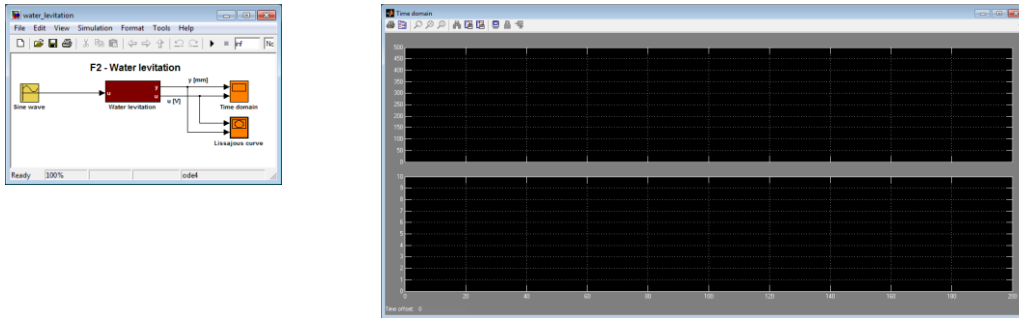 water_levitation
File Edit View Simulation Format Tools Help
inf
F2 - Water levitation
y [mm]
u
y
u
u [V]
Sine wave
Water levitation
Time domain
Lissajous curve
Ready 100% ode4
Time domain
500
450
400
350
300
250
200
150
100
50
0
10
9
8
7
6
5
4
3
2
1
0
0 20 40 60 80 100 120 140 160 180 200
Time offset: 0